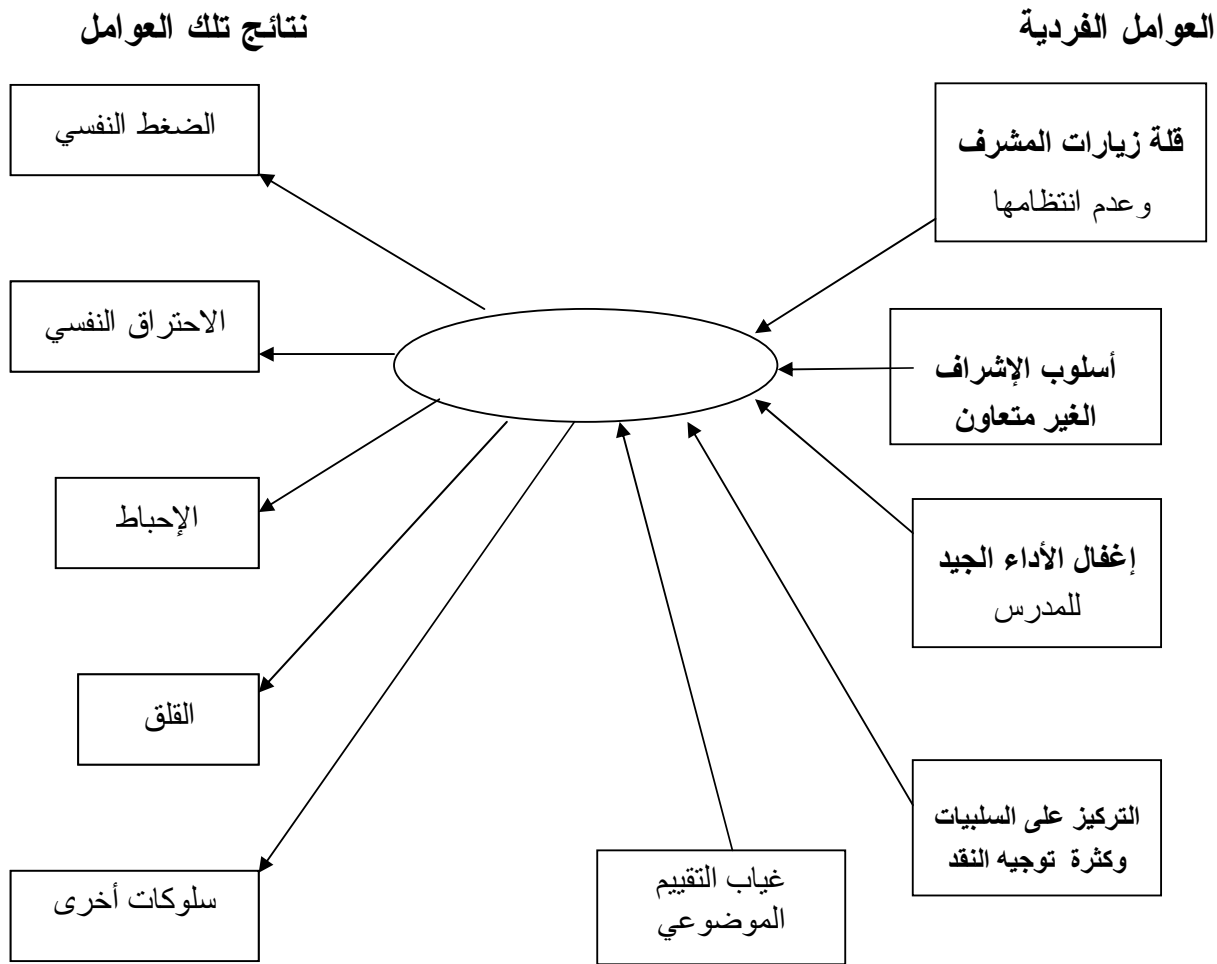 العوامل الفردية
نتائج تلك العوامل
قلة زيارات المشرف
وعدم انتظامها
أسلوب الإشراف
الغير متعاون
إغفال الأداء الجيد
للمدرس
التركيز على السلبيات
وكثرة توجيه النقد
غياب التقييم
الموضوعي
الضغط النفسي
الاحتراق النفسي
الإحباط
القلق
سلوكات أخرى